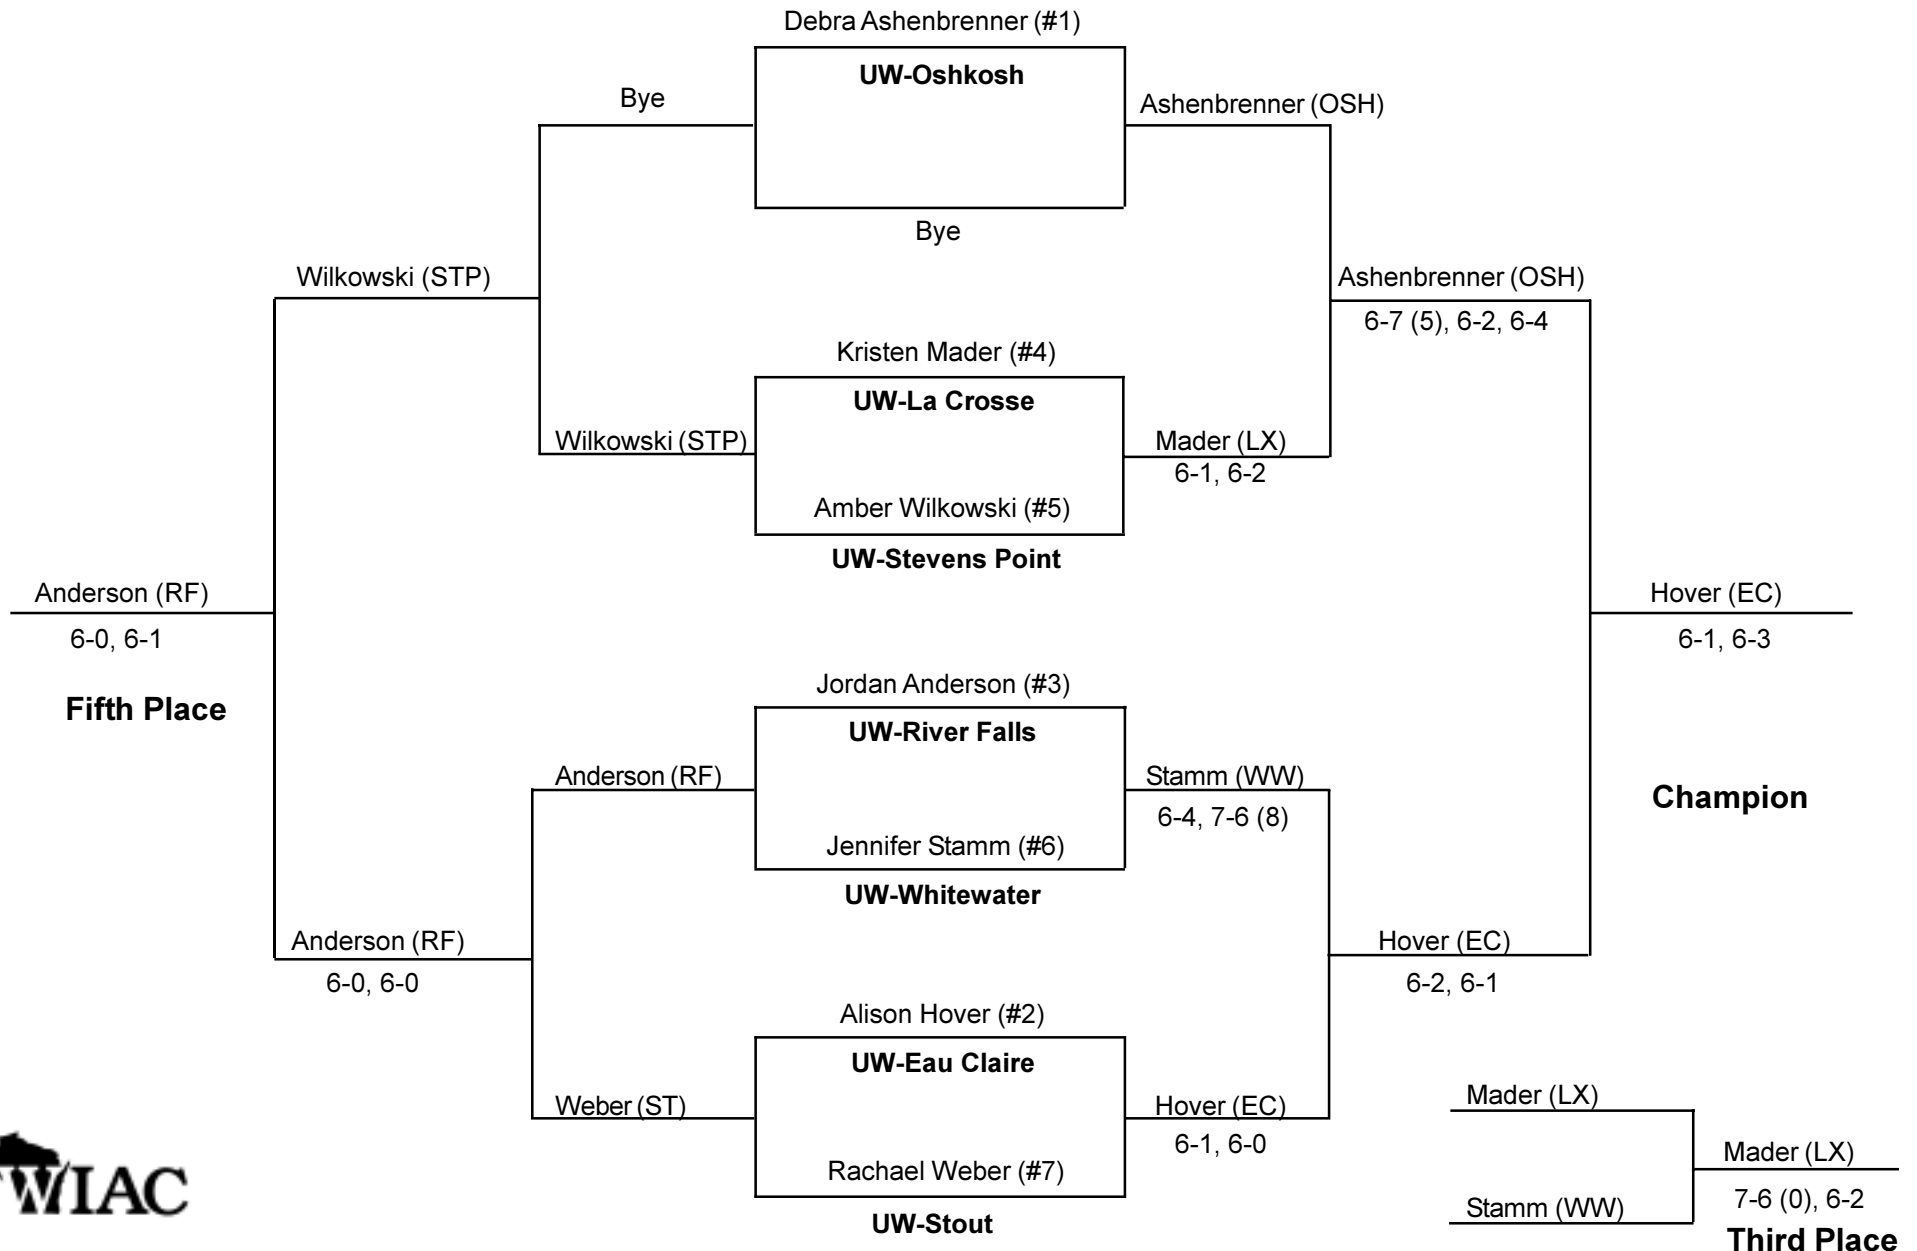 Debra Ashenbrenner (#1)
UW-Oshkosh
Bye
Ashenbrenner (OSH)
Bye
Wilkowski (STP)
Ashenbrenner (OSH)
6-7 (5), 6-2, 6-4
Kristen Mader (#4)
UW-La Crosse
Wilkowski (STP)
Mader (LX)
6-1, 6-2
Amber Wilkowski (#5)
UW-Stevens Point
Anderson (RF)
6-0, 6-1
Fifth Place
Hover (EC)
6-1, 6-3
Champion
Jordan Anderson (#3)
UW-River Falls
Anderson (RF)
Stamm (WW)
6-4, 7-6 (8)
Jennifer Stamm (#6)
UW-Whitewater
Anderson (RF)
6-0, 6-0
Hover (EC)
6-2, 6-1
Alison Hover (#2)
UW-Eau Claire
Weber (ST)
Hover (EC)
6-1, 6-0
Rachael Weber (#7)
UW-Stout
Mader (LX)
Mader (LX)
7-6 (0), 6-2
Stamm (WW)
Third Place
WIAC